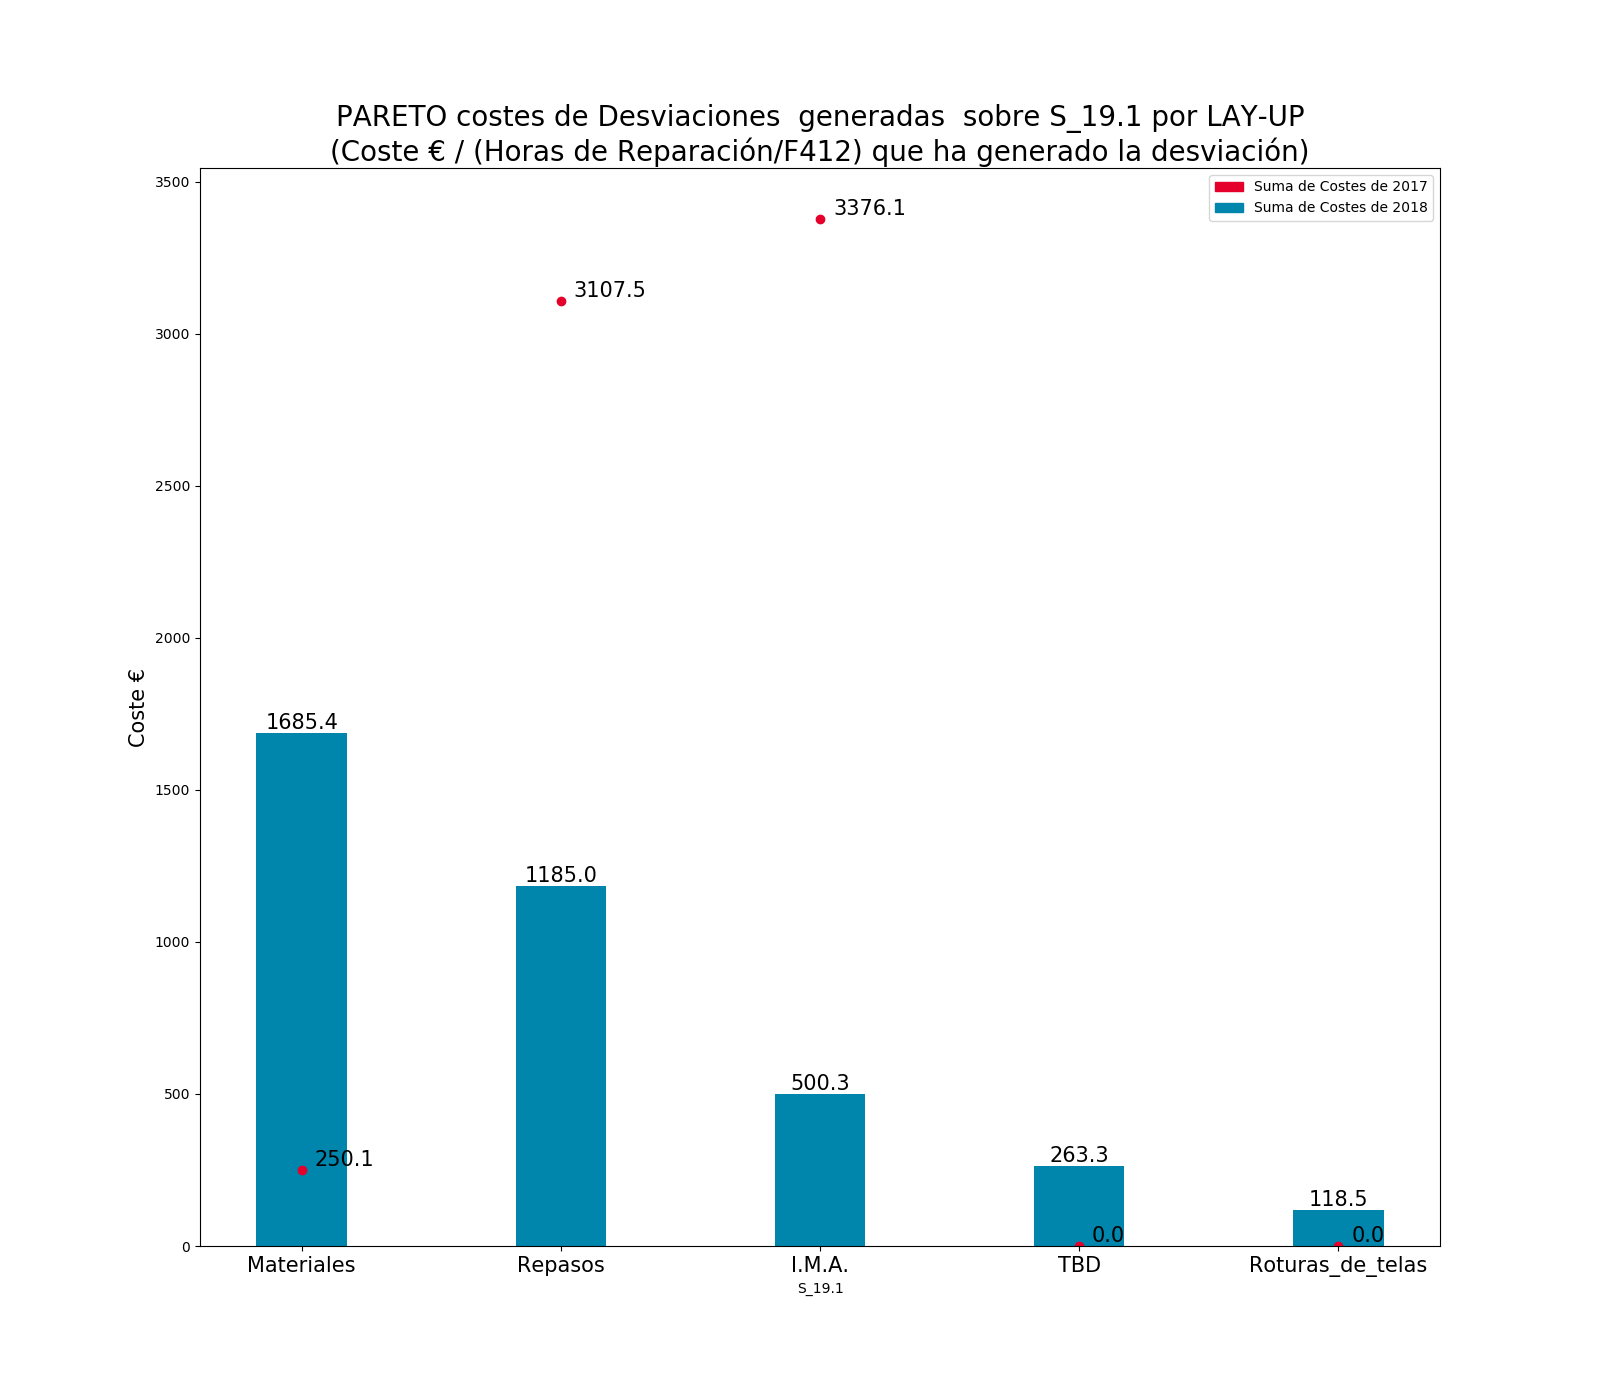 PARETO costes de Desviaciones  generadas  sobre S_19.1 por LAY-UP
(Coste € / (Horas de Reparación/F412) que ha generado la desviación)
Suma de Costes de 2017
Suma de Costes de 2018
3500
3000
2500
2000
1500
1000
500
0
Coste €
3376.1
3107.5
1685.4
1185.0
500.3
250.1
263.3
118.5
0.0
0.0
Materiales
Repasos
I.M.A.
TBD
Roturas_de_telas
S_19.1